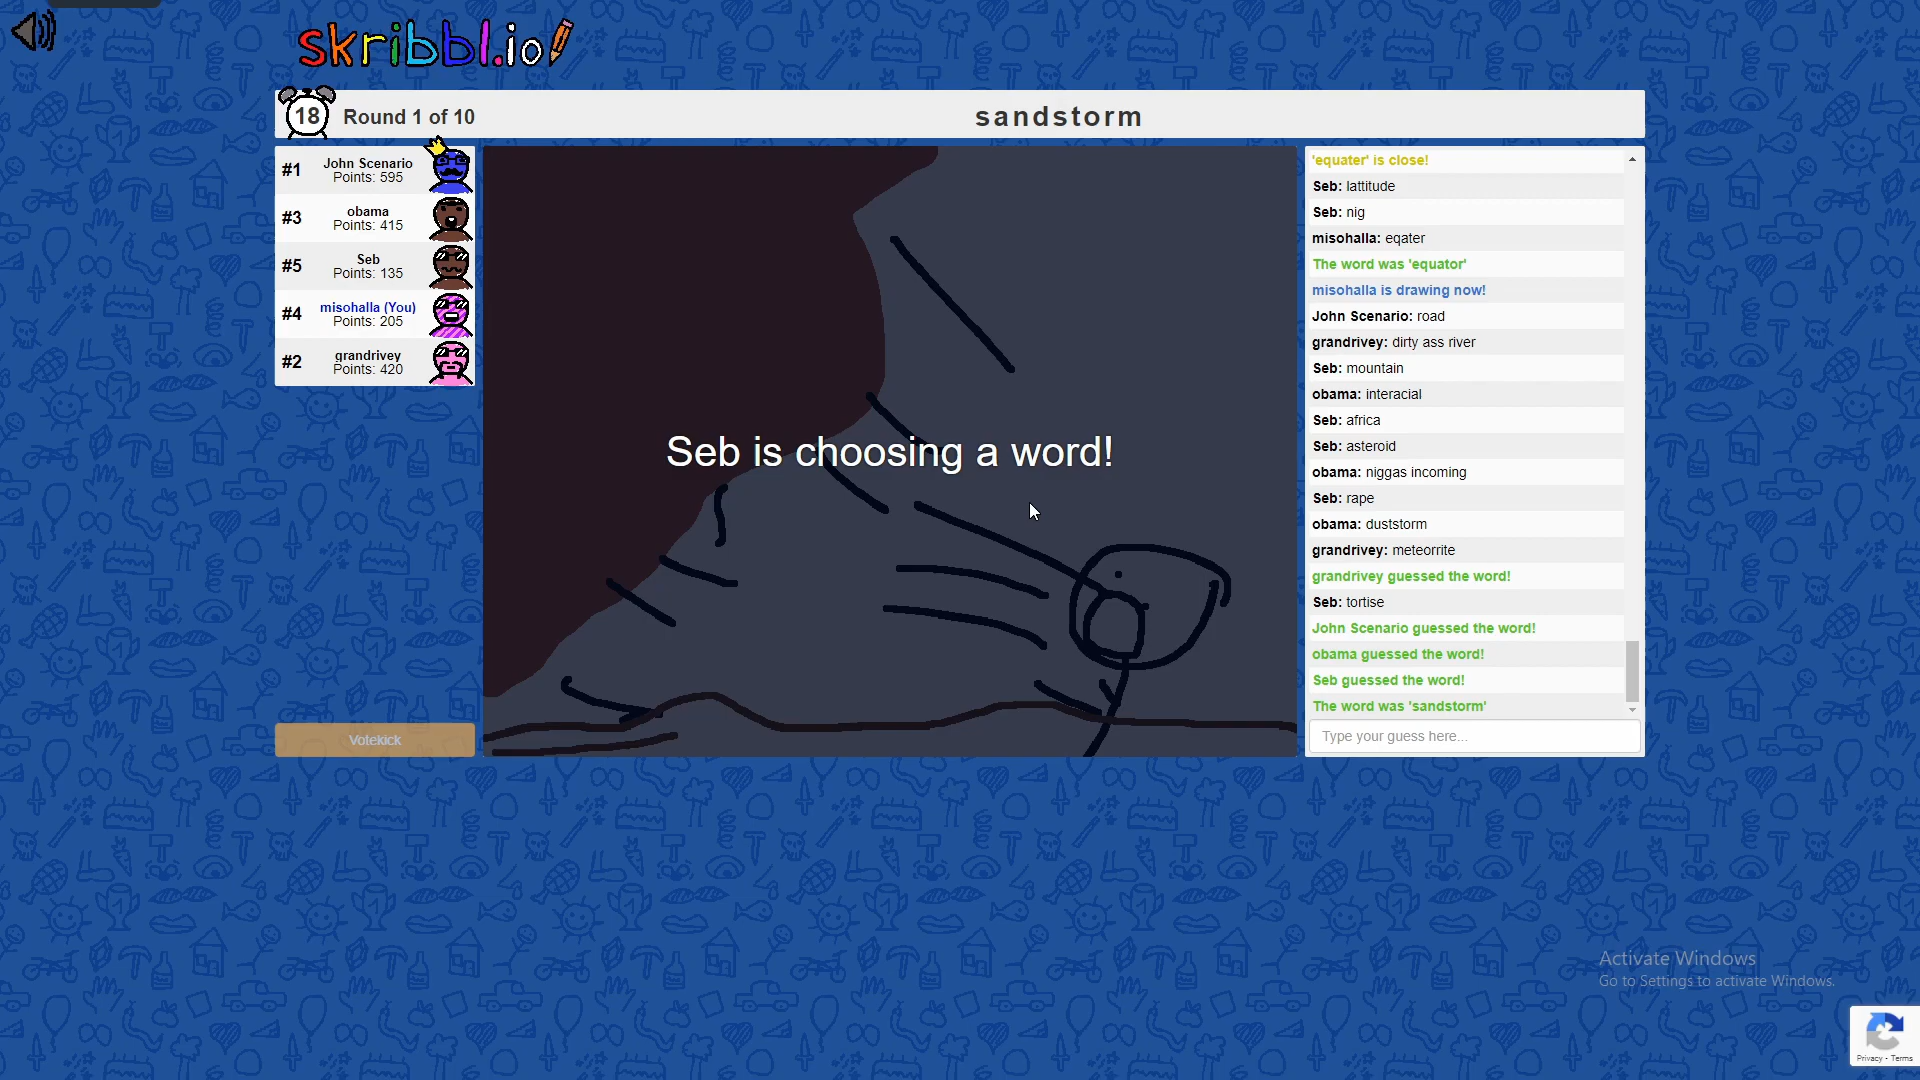 skribbl.io
18
Round 1 of 10
sandstorm
#1
John Scenario
Points: 595
#3
obama
Points: 415
#5
Seb
Points: 135
#4
misohalla (You)
Points: 205
#2
grandrivey
Points: 420
Votekick
Seb is choosing a word!
'equater' is close!
Seb: lattitude
Seb: nig
misohalla: eqater
The word was 'equator'
misohalla is drawing now!
John Scenario: road
grandrivey: dirty ass river
Seb: mountain
obama: interacial
Seb: africa
Seb: asteroid
obama: niggas incoming
Seb: rape
obama: duststorm
grandrivey: meteorrite
grandrivey guessed the word!
Seb: tortise
John Scenario guessed the word!
obama guessed the word!
Seb guessed the word!
The word was 'sandstorm'
Type your guess here...
Activate Windows
Go to Settings to activate Windows.
Privacy - Terms